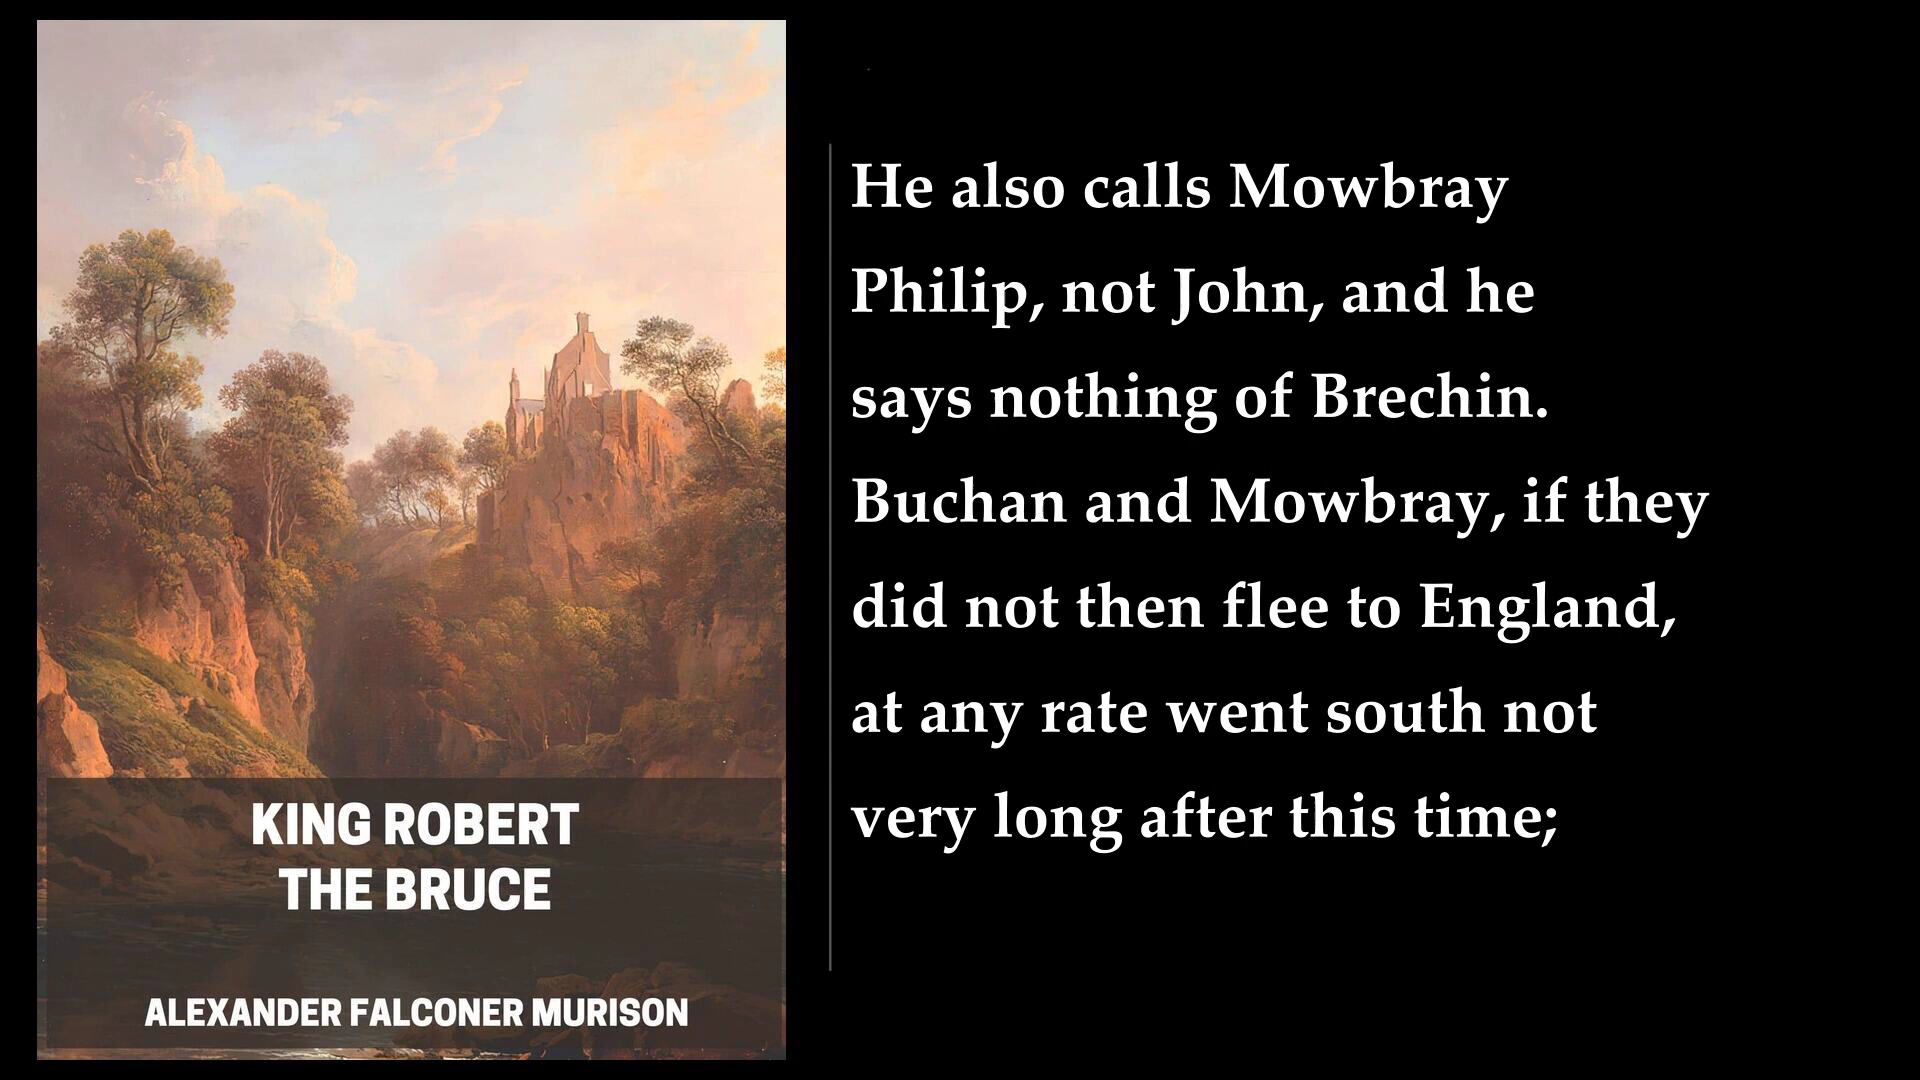 KING ROBERT
THE BRUCE
ALEXANDER FALCONER MURISON
He also calls Mowbray
Philip, not John, and he
says nothing of Brechin.
Buchan and Mowbray, if they
did not then flee to England,
at any rate went south not
very long after this time;